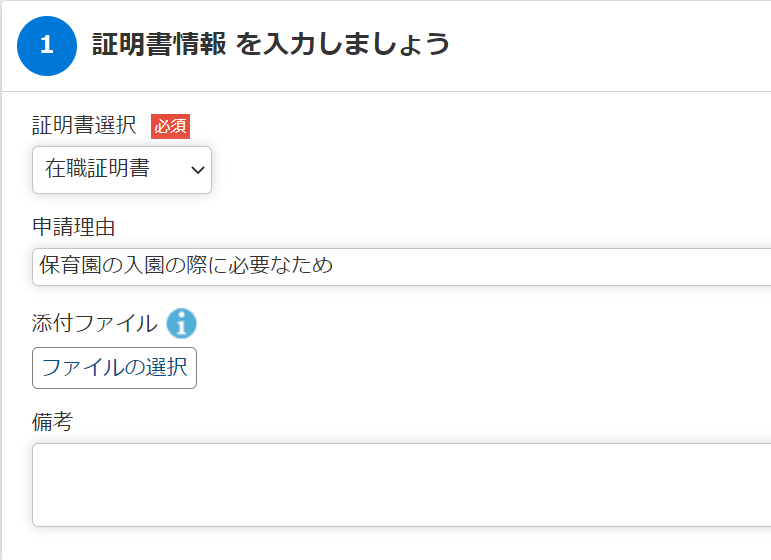 1 証明書情報 を入力しましょう
証明書選択 必須
在職証明書
申請理由
保育園の入園の際に必要なため
添付ファイル i
ファイルの選択
備考